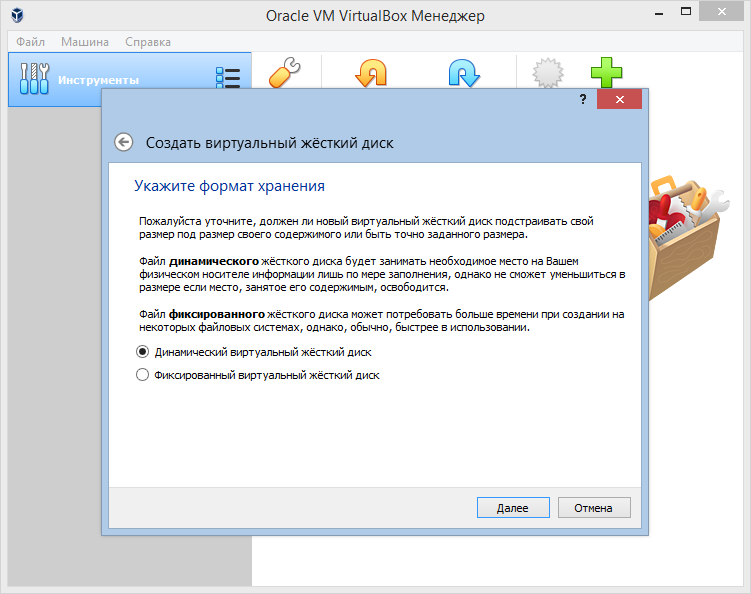 Oracle VM VirtualBox Менеджер
Файл Машина Справка
Инструменты
?
Создать виртуальный жёсткий диск
Укажите формат хранения
Пожалуйста уточните, должен ли новый виртуальный жёсткий диск подстраивать свой
размер под размер своего содержимого или быть точно заданного размера.
Файл динамического жёсткого диска будет занимать необходимое место на Вашем
физическом носителе информации лишь по мере заполнения, однако не сможет уменьшиться в
размере если место, занятое его содержимым, освободится.
Файл фиксированного жёсткого диска может потребовать больше времени при создании на
некоторых файловых системах, однако, обычно, быстрее в использовании.
Динамический виртуальный жёсткий диск
Фиксированный виртуальный жёсткий диск
Далее Отмена